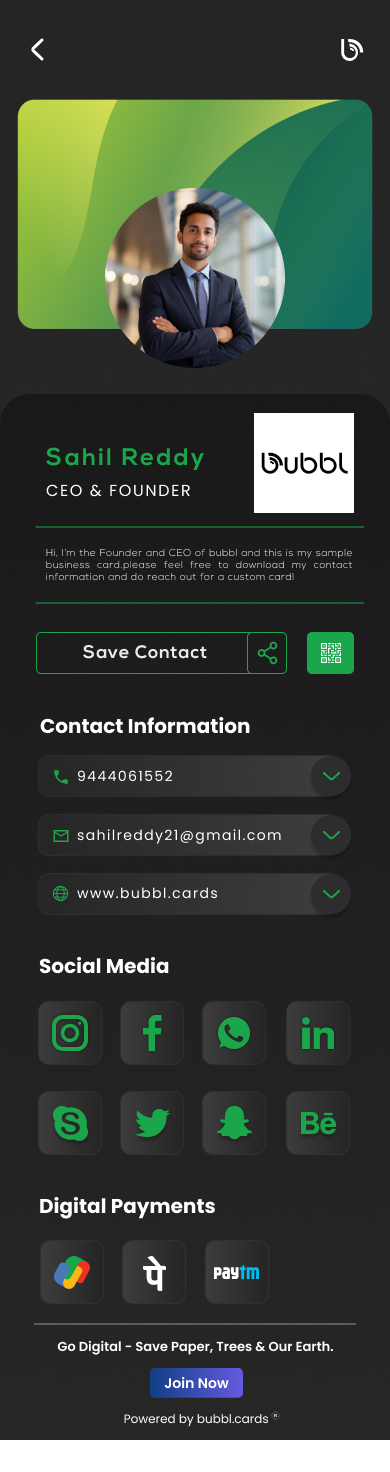 Sahil Reddy
bubbl
CEO & FOUNDER
Hi, I'm the Founder and CEO of bubbl and this is my sample
business card.please feel free to download my contact
information and do reach out for a custom card!
Save Contact
Contact Information
9444061552
sahilreddy21@gmail.com
www.bubbl.cards
Social Media
f
in
S
Bē
Digital Payments
पे
paytm
Go Digital - Save Paper, Trees & Our Earth.
Join Now
Powered by bubbl.cards ®